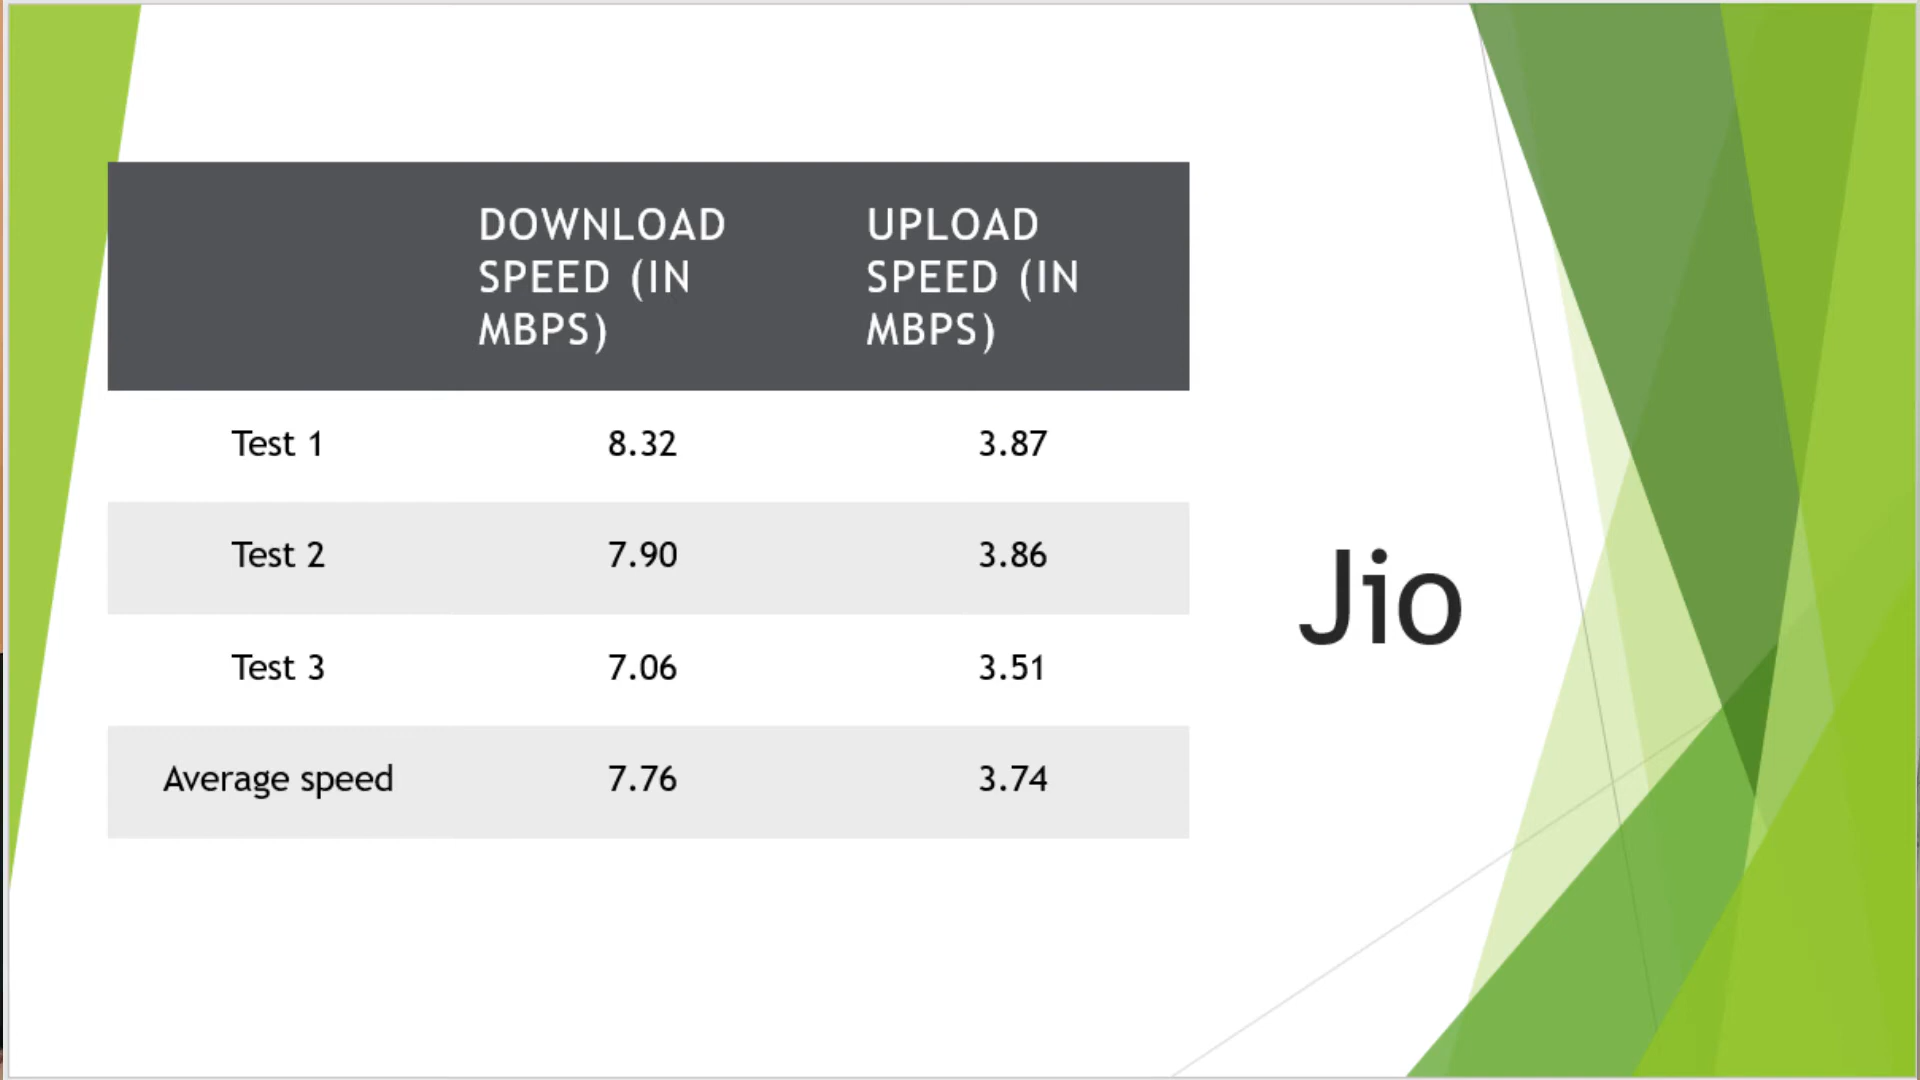 DOWNLOAD
SPEED (IN
MBPS)
UPLOAD
SPEED (IN
MBPS)
Test 1 8.32 3.87
Test 2 7.90 3.86
Test 3 7.06 3.51
Average speed 7.76 3.74
Jio